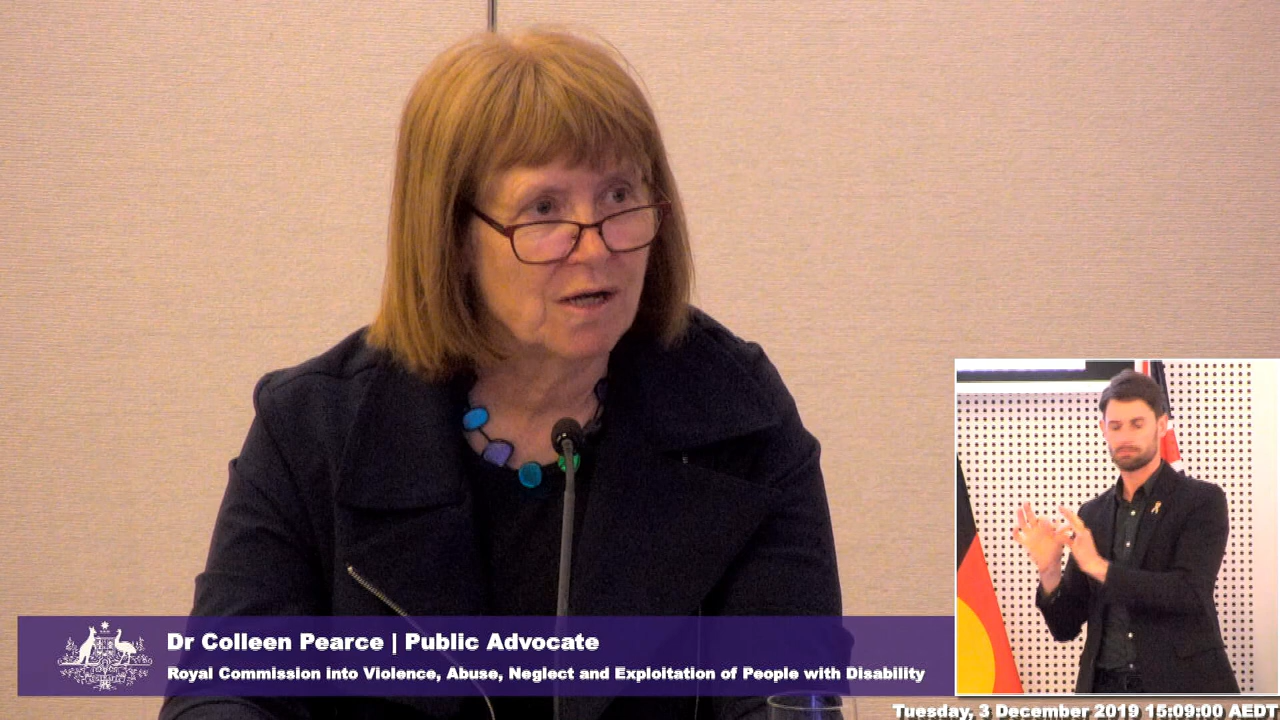 Dr Colleen Pearce | Public Advocate
Royal Commission into Violence, Abuse, Neglect and Exploitation of People with Disability
Tuesday, 3 December 2019 15:09:00 AEDT